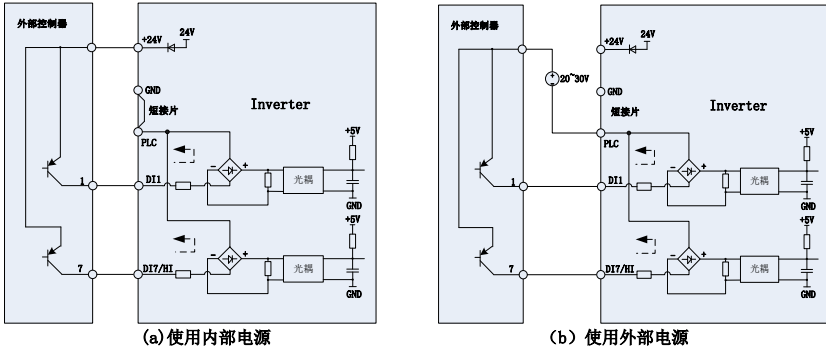 外部控制器
+24V
24V
GND
短接片
PLC
Inverter
+5V
1
DI1
光耦
GND
+5V
7
DI7/HI
光耦
GND
(a)使用内部电源
外部控制器
+24V
24V
20~30V
GND
短接片
PLC
Inverter
+5V
1
DI1
光耦
GND
+5V
7
DI7/HI
光耦
GND
(b) 使用外部电源